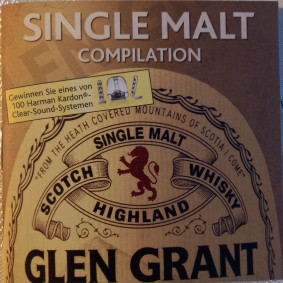 SINGLE MALT
COMPILATION
Gewinnen Sie eines von
100 Harman Kardon®-
Clear-Sound-Systemen
"FROM THE HEATH COVERED MOUNTAINS OF SCOTIA I COME"
SINGLE MALT
SCOTCH WHISKY
HIGHLAND
GLEN GRANT